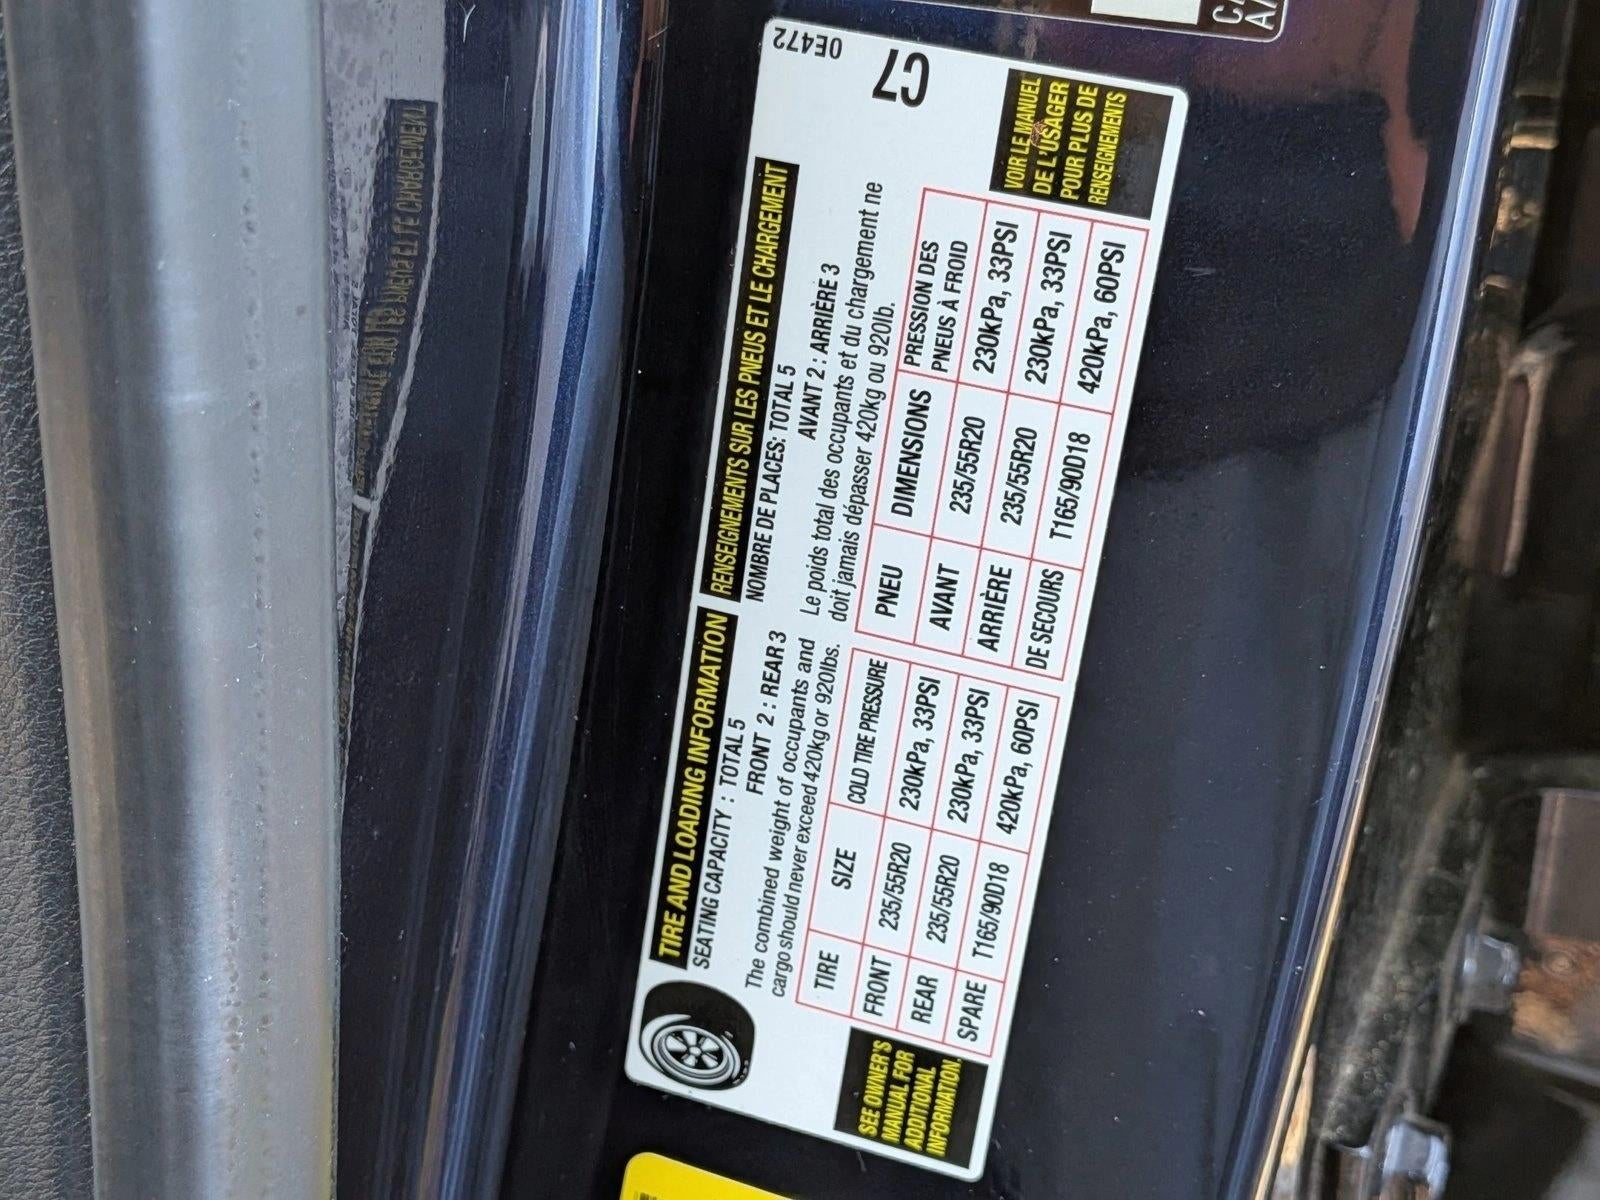 TIRE AND LOADING INFORMATION
SEATING CAPACITY : TOTAL 5
FRONT 2 : REAR 3
The combined weight of occupants and
cargo should never exceed 420kg or 920lbs.
TIRE SIZE COLD TIRE PRESSURE
FRONT 235/55R20 230kPa, 33PSI
REAR 235/55R20 230kPa, 33PSI
SPARE T165/90D18 420kPa, 60PSI
SEE OWNER'S
MANUAL FOR
ADDITIONAL
INFORMATION.
RENSEIGNEMENTS SUR LES PNEUS ET LE CHARGEMENT
NOMBRE DE PLACES: TOTAL 5
AVANT 2 : ARRIÈRE 3
Le poids total des occupants et du chargement ne
doit jamais dépasser 420kg ou 920lb.
PNEU DIMENSIONS PRESSION DES
PNEUS À FROID
AVANT 235/55R20 230kPa, 33PSI
ARRIÈRE 235/55R20 230kPa, 33PSI
DE SECOURS T165/90D18 420kPa, 60PSI
VOIR LE MANUEL
DE L'USAGER
POUR PLUS DE
RENSEIGNEMENTS
0E472
C7